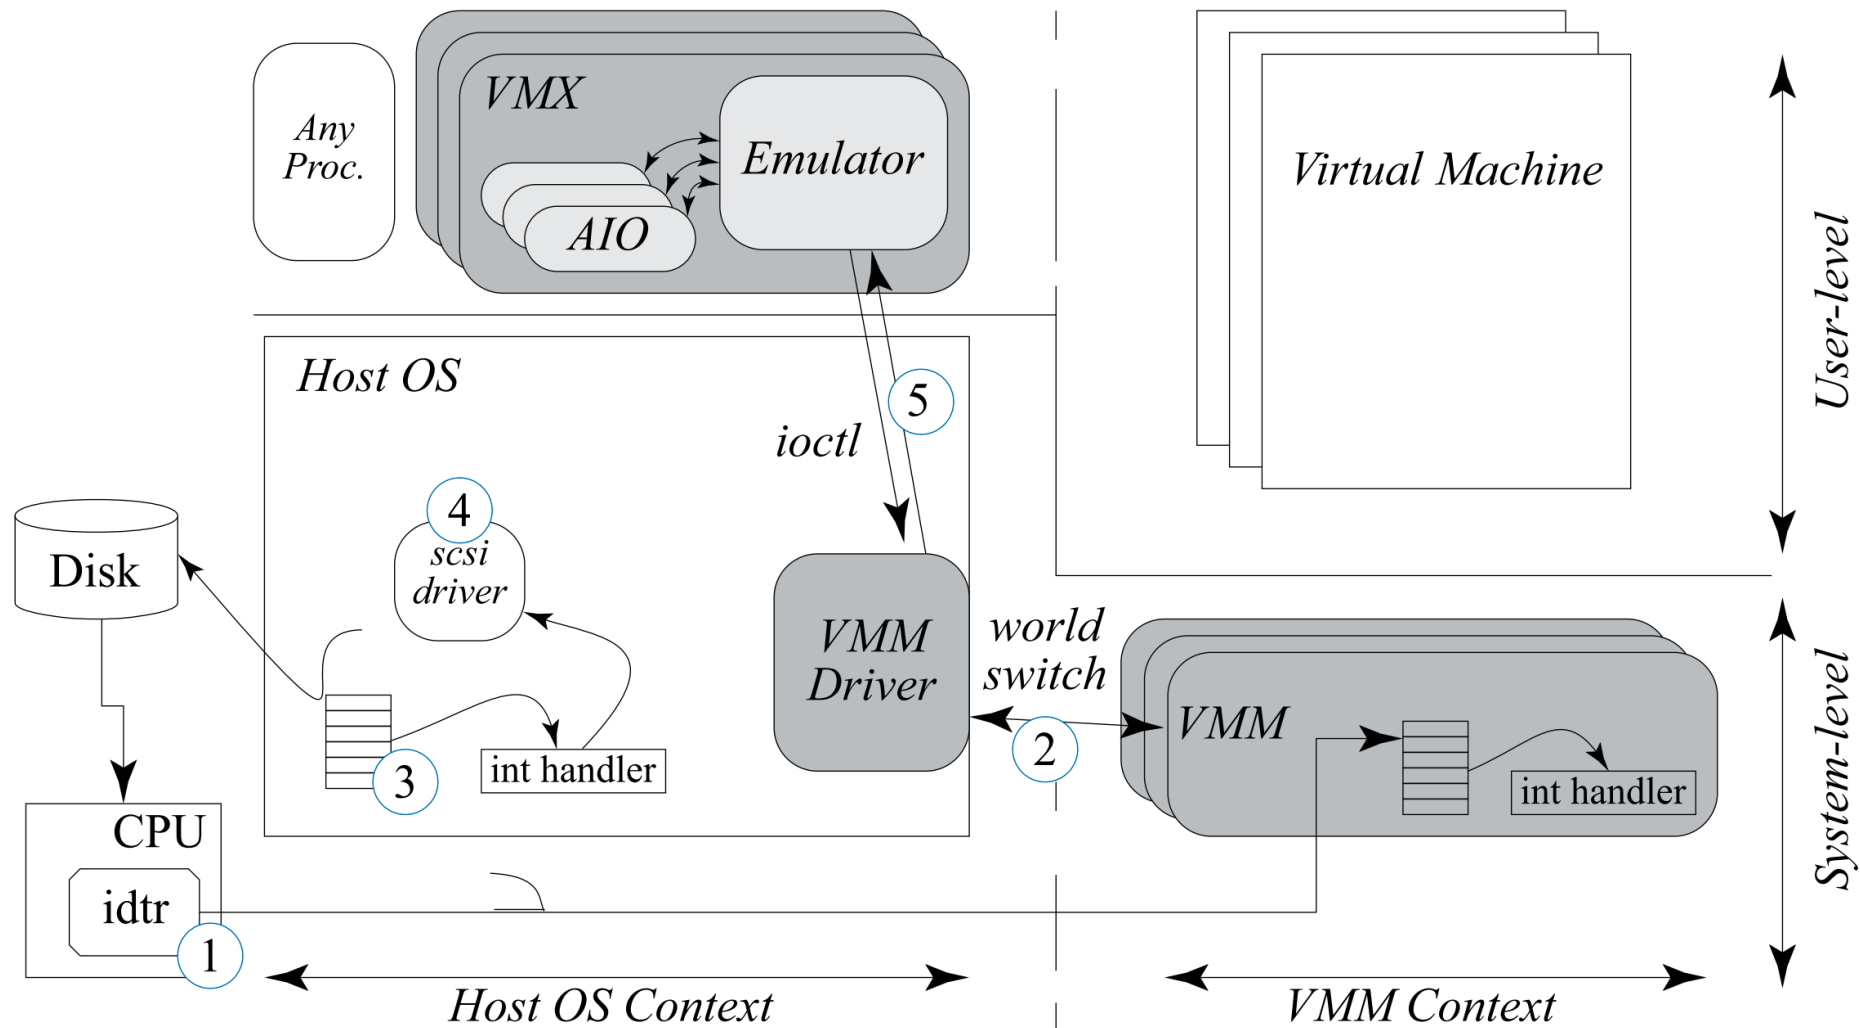 VMX
Any
Proc.
Emulator
AIO
Virtual Machine
User-level
Host OS
5
ioctl
4
scsi
driver
Disk
VMM
Driver
world
switch
2
VMM
3
int handler
int handler
System-level
CPU
idtr
1
Host OS Context
VMM Context